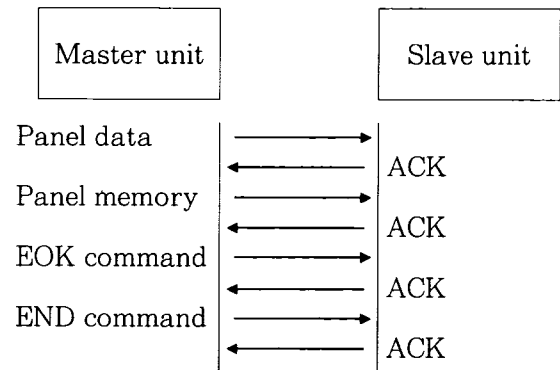 Master unit
Slave unit
Panel data
ACK
Panel memory
ACK
EOK command
ACK
END command
ACK